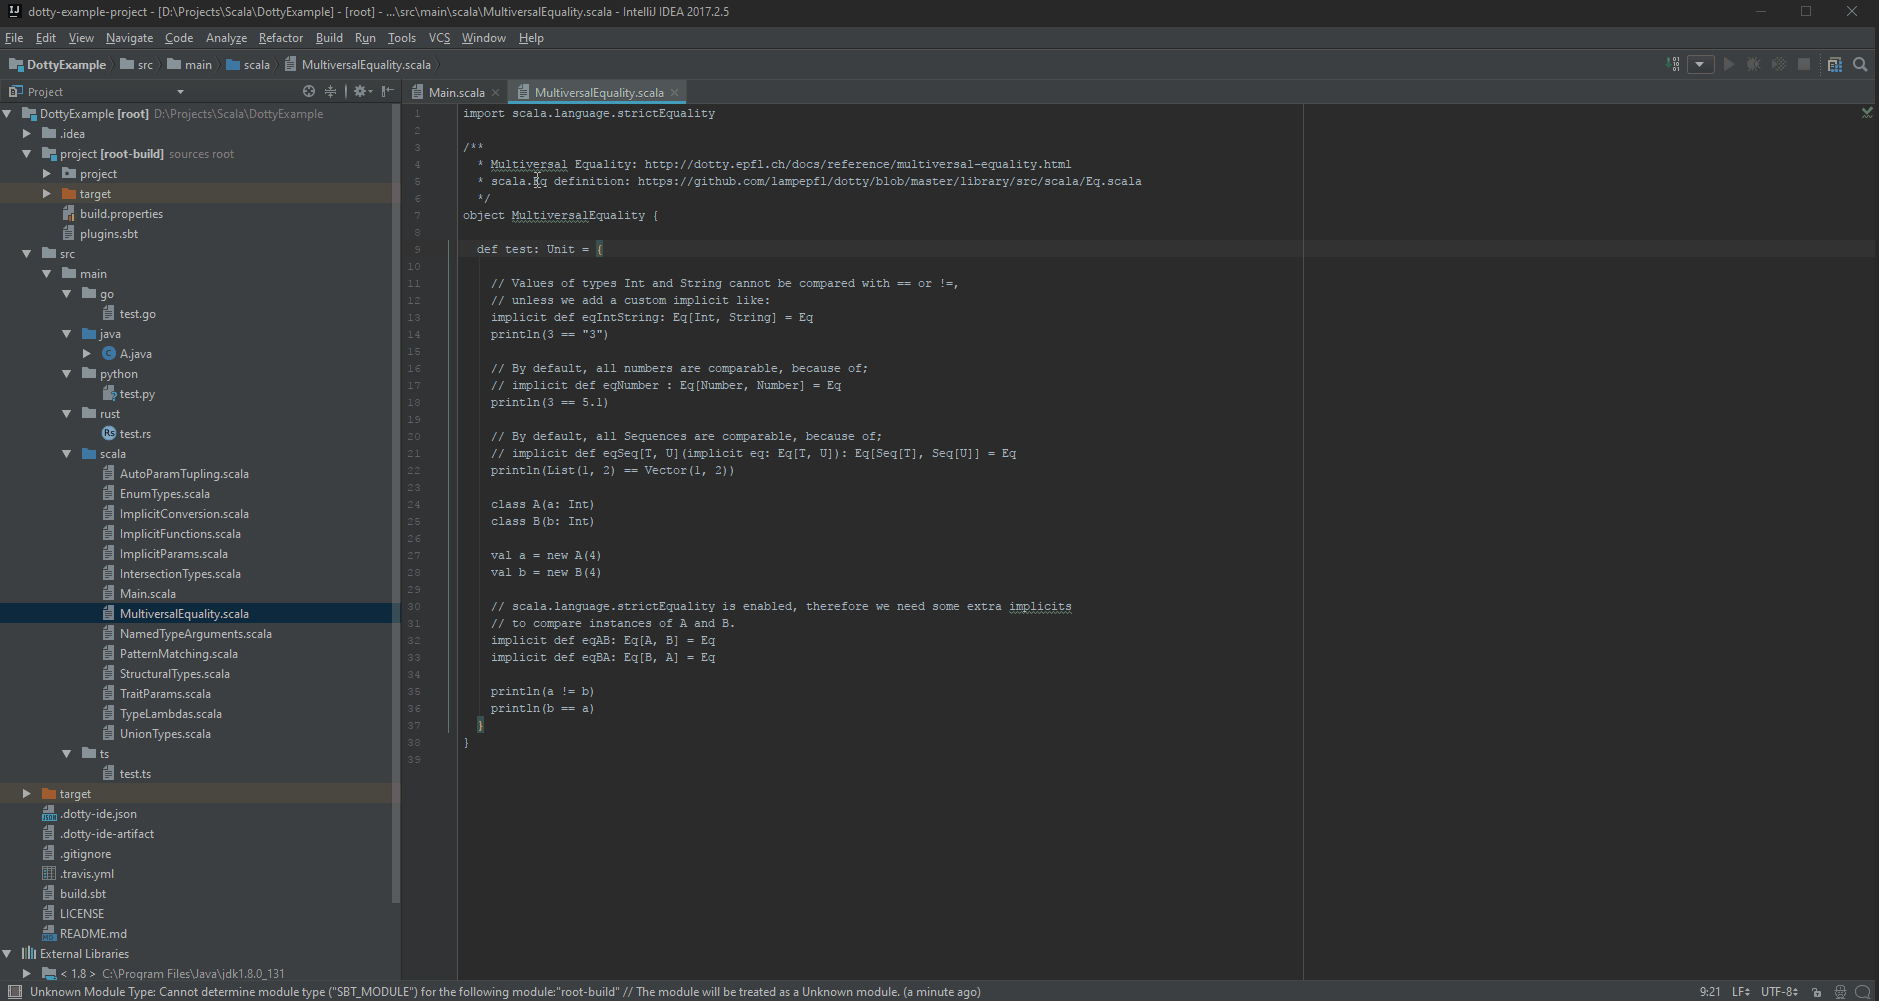 dotty-example-project - [D:\Projects\Scala\DottyExample] - [root] - ...\src\main\scala\MultiversalEquality.scala - IntelliJ IDEA 2017.2.5
File Edit View Navigate Code Analyze Refactor Build Run Tools VCS Window Help
DottyExample src main scala MultiversalEquality.scala
Project
Main.scala MultiversalEquality.scala
DottyExample [root] D:\Projects\Scala\DottyExample
.idea
project [root-build] sources root
project
target
build.properties
plugins.sbt
src
main
go
test.go
java
A.java
python
test.py
rust
test.rs
scala
AutoParamTupling.scala
EnumTypes.scala
ImplicitConversion.scala
ImplicitFunctions.scala
ImplicitParams.scala
IntersectionTypes.scala
Main.scala
MultiversalEquality.scala
NamedTypeArguments.scala
PatternMatching.scala
StructuralTypes.scala
TraitParams.scala
TypeLambdas.scala
UnionTypes.scala
ts
test.ts
target
.dotty-ide.json
.dotty-ide-artifact
.gitignore
.travis.yml
build.sbt
LICENSE
README.md
External Libraries
< 1.8 > C:\Program Files\Java\jdk1.8.0_131
1 import scala.language.strictEquality
2
3 /**
4 * Multiversal Equality: http://dotty.epfl.ch/docs/reference/multiversal-equality.html
5 * scala.Eq definition: https://github.com/lampepfl/dotty/blob/master/library/src/scala/Eq.scala
6 */
7 object MultiversalEquality {
8
9 def test: Unit = {
10
11 // Values of types Int and String cannot be compared with == or !=,
12 // unless we add a custom implicit like:
13 implicit def eqIntString: Eq[Int, String] = Eq
14 println(3 == "3")
15
16 // By default, all numbers are comparable, because of;
17 // implicit def eqNumber : Eq[Number, Number] = Eq
18 println(3 == 5.1)
19
20 // By default, all Sequences are comparable, because of;
21 // implicit def eqSeq[T, U](implicit eq: Eq[T, U]): Eq[Seq[T], Seq[U]] = Eq
22 println(List(1, 2) == Vector(1, 2))
23
24 class A(a: Int)
25 class B(b: Int)
26
27 val a = new A(4)
28 val b = new B(4)
29
30 // scala.language.strictEquality is enabled, therefore we need some extra implicits
31 // to compare instances of A and B.
32 implicit def eqAB: Eq[A, B] = Eq
33 implicit def eqBA: Eq[B, A] = Eq
34
35 println(a != b)
36 println(b == a)
37 }
38 }
39
Unknown Module Type: Cannot determine module type ("SBT_MODULE") for the following module:"root-build" // The module will be treated as a Unknown module. (a minute ago) 9:21 LF UTF-8